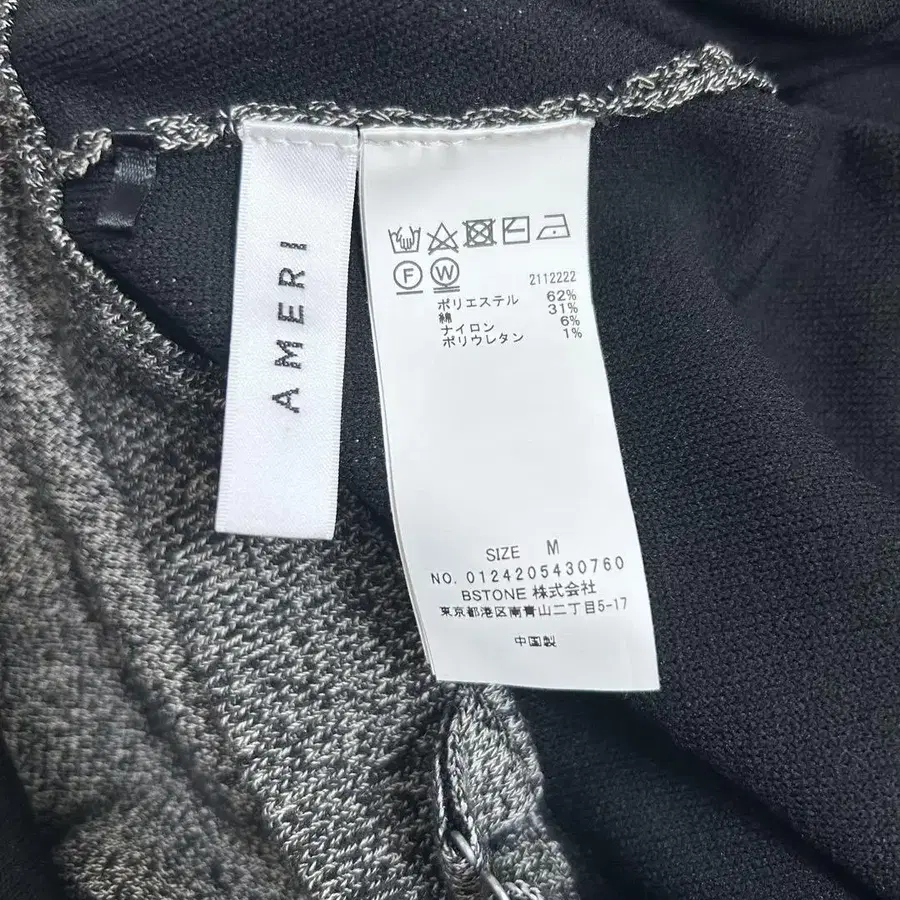 AMERI
F W
2112222
ポリエステル 62%
綿 31%
ナイロン 6%
ポリウレタン 1%
SIZE M
NO. 0124205430760
BSTONE 株式会社
東京都港区南青山二丁目5-17
中国製